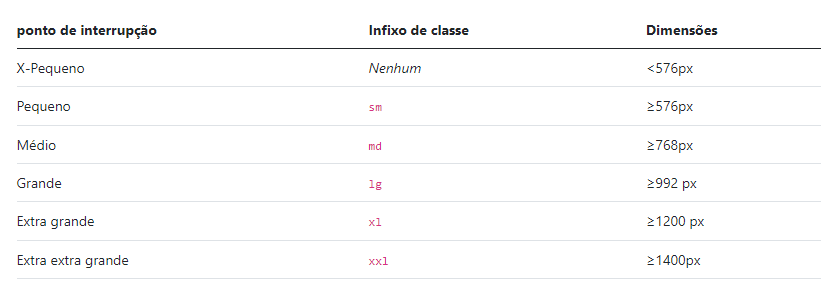 ponto de interrupção Infixo de classe Dimensões
X-Pequeno Nenhum <576px
Pequeno sm ≥576px
Médio md ≥768px
Grande lg ≥992 px
Extra grande xl ≥1200 px
Extra extra grande xxl ≥1400px